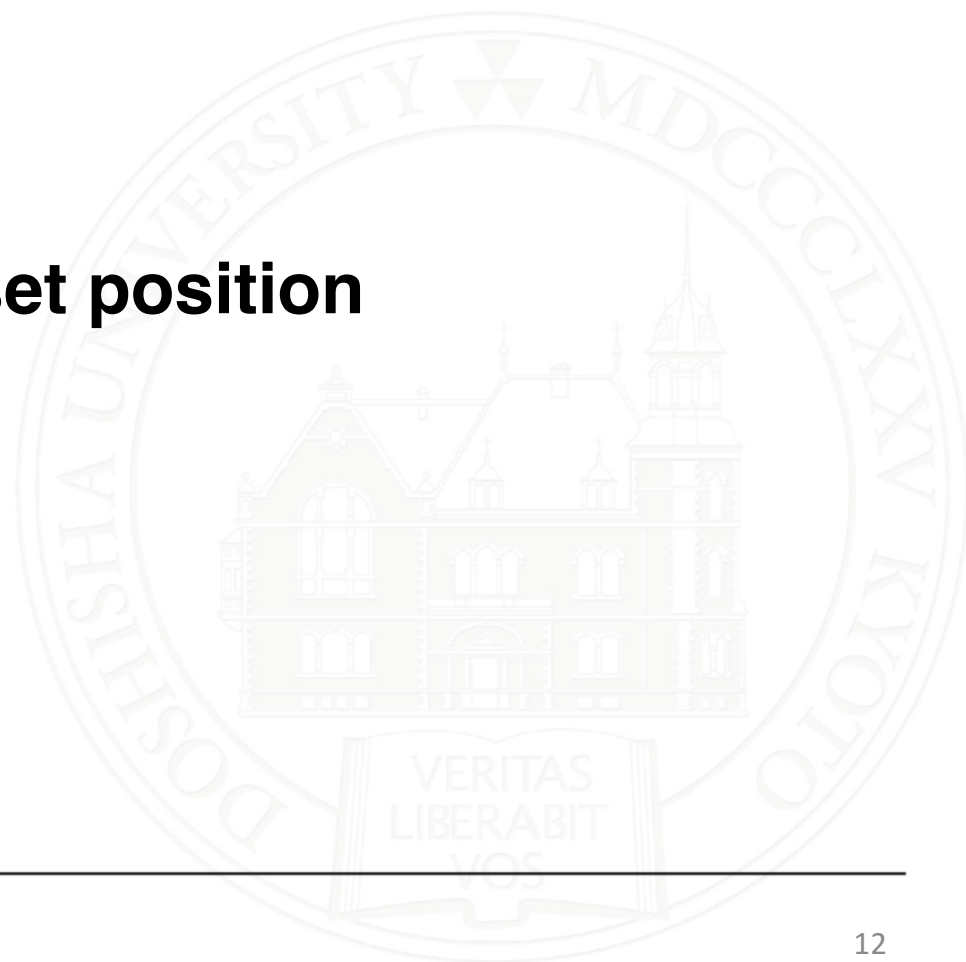 DOSHISHA UNIVERSITY MDCCCLXXV KYOTO
et position
VERITAS
LIBERABIT
VOS
12